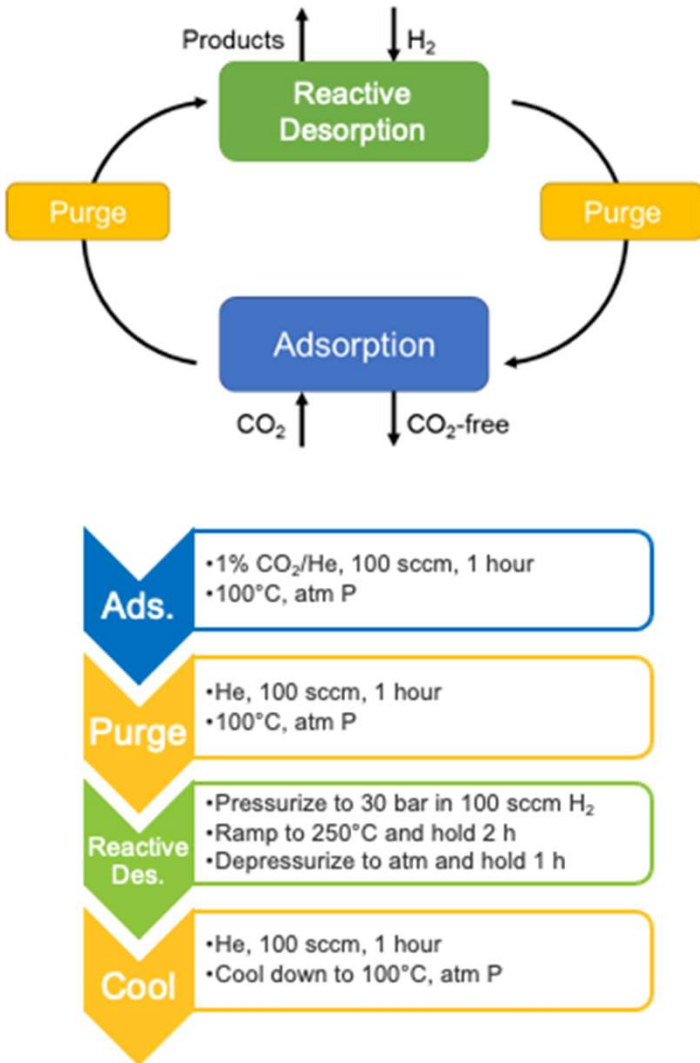 Products
H₂
Reactive
Desorption
Purge
Purge
Adsorption
CO₂
CO₂-free
Ads.
•1% CO₂/He, 100 sccm, 1 hour
•100°C, atm P
Purge
•He, 100 sccm, 1 hour
•100°C, atm P
Reactive
Des.
•Pressurize to 30 bar in 100 sccm H₂
•Ramp to 250°C and hold 2 h
•Depressurize to atm and hold 1 h
Cool
•He, 100 sccm, 1 hour
•Cool down to 100°C, atm P